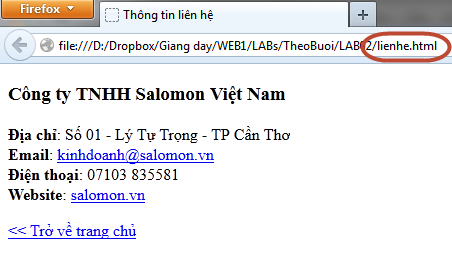 Firefox
Thông tin liên hệ
file:///D:/Dropbox/Giang day/WEB1/LABs/TheoBuoi/LAB02/lienhe.html
Công ty TNHH Salomon Việt Nam
Địa chỉ: Số 01 - Lý Tự Trọng - TP Cần Thơ
Email: kinhdoanh@salomon.vn
Điện thoại: 07103 835581
Website: salomon.vn
<< Trở về trang chủ